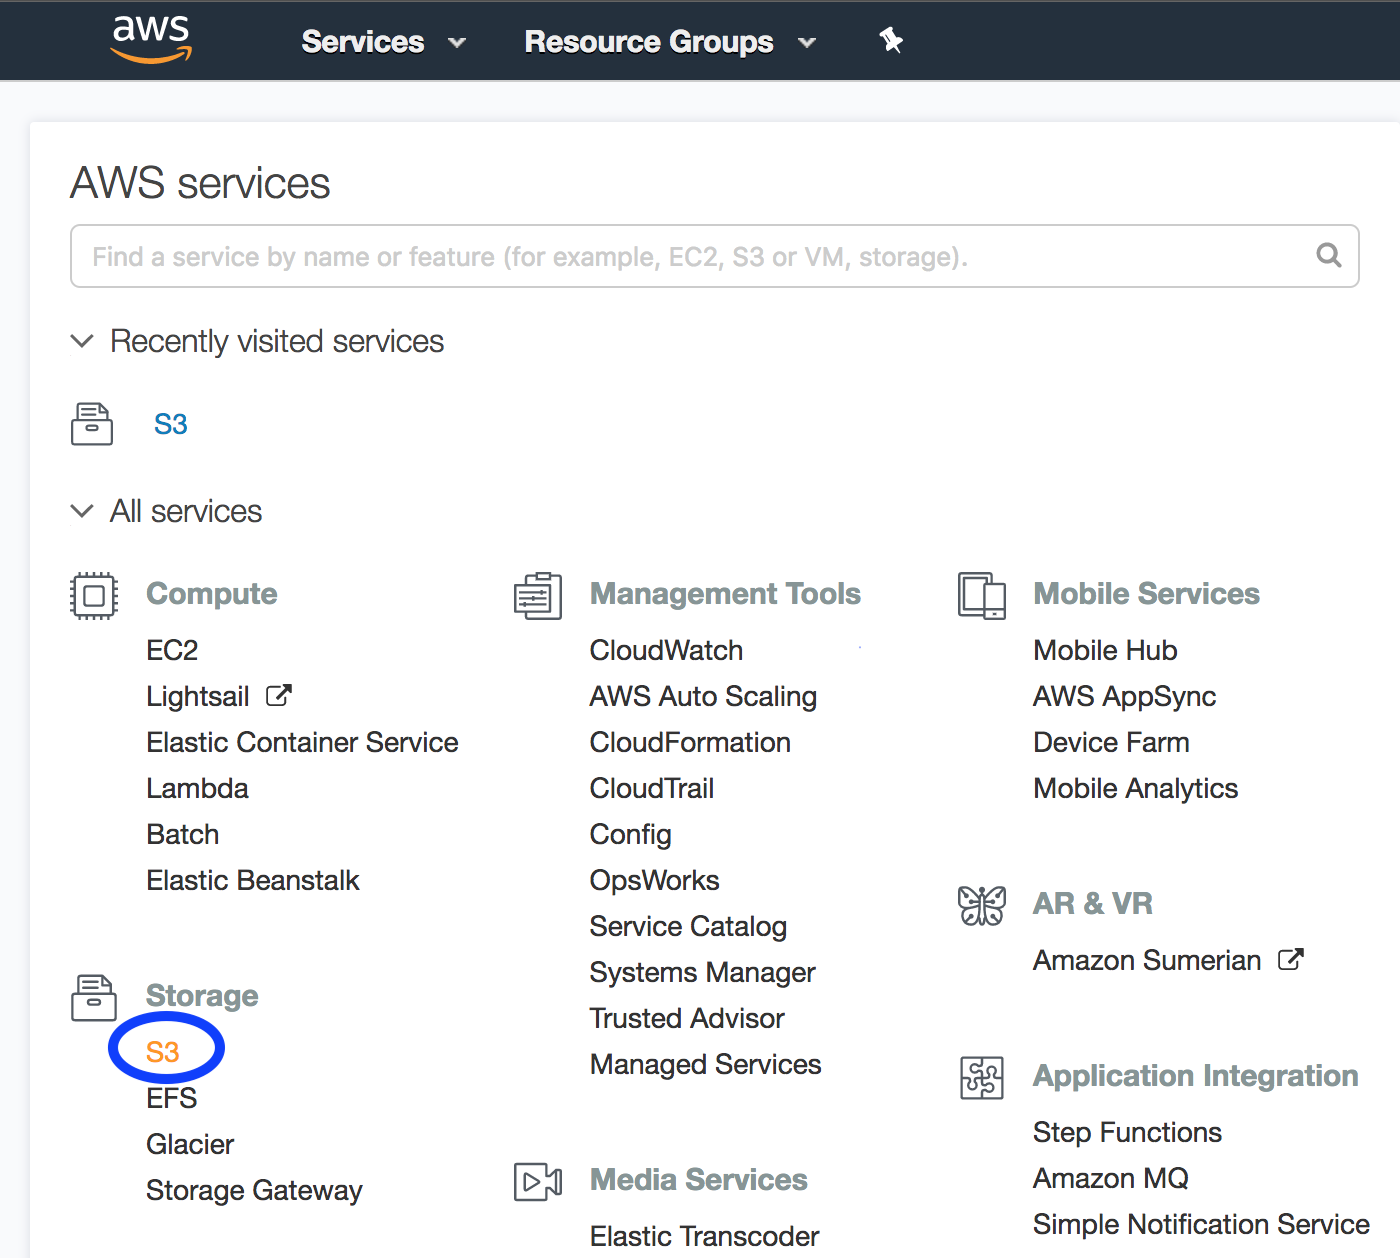 aws
Services
Resource Groups
AWS services
Find a service by name or feature (for example, EC2, S3 or VM, storage).
Recently visited services
S3
All services
Compute
EC2
Lightsail
Elastic Container Service
Lambda
Batch
Elastic Beanstalk
Storage
S3
EFS
Glacier
Storage Gateway
Management Tools
CloudWatch
AWS Auto Scaling
CloudFormation
CloudTrail
Config
OpsWorks
Service Catalog
Systems Manager
Trusted Advisor
Managed Services
Media Services
Elastic Transcoder
Mobile Services
Mobile Hub
AWS AppSync
Device Farm
Mobile Analytics
AR & VR
Amazon Sumerian
Application Integration
Step Functions
Amazon MQ
Simple Notification Service